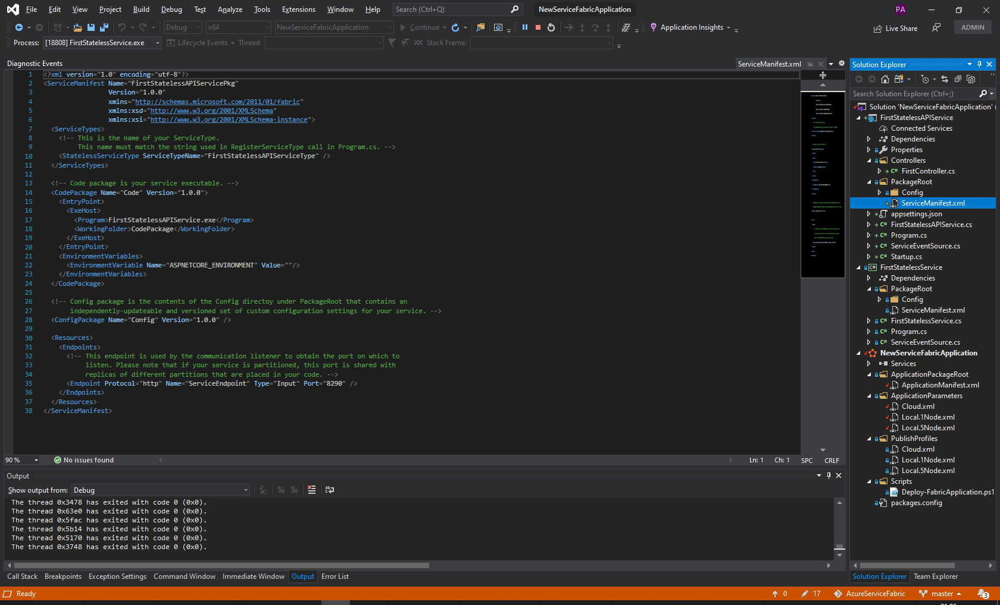 File Edit View Project Build Debug Test Analyze Tools Extensions Window Help Search (Ctrl+Q) NewServiceFabricApplication PA
Debug x64 NewServiceFabricApplication Continue Application Insights Live Share ADMIN
Process: [18808] FirstStatelessService.exe Lifecycle Events Thread: Stack Frame:
Diagnostic Events ServiceManifest.xml
1 <?xml version="1.0" encoding="utf-8"?>
2 <ServiceManifest Name="FirstStatelessAPIServicePkg"
3 Version="1.0.0"
4 xmlns="http://schemas.microsoft.com/2011/01/fabric"
5 xmlns:xsd="http://www.w3.org/2001/XMLSchema"
6 xmlns:xsi="http://www.w3.org/2001/XMLSchema-instance">
7 <ServiceTypes>
8 <!-- This is the name of your ServiceType.
9 This name must match the string used in RegisterServiceType call in Program.cs. -->
10 <StatelessServiceType ServiceTypeName="FirstStatelessAPIServiceType" />
11 </ServiceTypes>
12
13 <!-- Code package is your service executable. -->
14 <CodePackage Name="Code" Version="1.0.0">
15 <EntryPoint>
16 <ExeHost>
17 <Program>FirstStatelessAPIService.exe</Program>
18 <WorkingFolder>CodePackage</WorkingFolder>
19 </ExeHost>
20 </EntryPoint>
21 <EnvironmentVariables>
22 <EnvironmentVariable Name="ASPNETCORE_ENVIRONMENT" Value=""/>
23 </EnvironmentVariables>
24 </CodePackage>
25
26 <!-- Config package is the contents of the Config directoy under PackageRoot that contains an
27 independently-updateable and versioned set of custom configuration settings for your service. -->
28 <ConfigPackage Name="Config" Version="1.0.0" />
29
30 <Resources>
31 <Endpoints>
32 <!-- This endpoint is used by the communication listener to obtain the port on which to
33 listen. Please note that if your service is partitioned, this port is shared with
34 replicas of different partitions that are placed in your code. -->
35 <Endpoint Protocol="http" Name="ServiceEndpoint" Type="Input" Port="8290" />
36 </Endpoints>
37 </Resources>
38 </ServiceManifest>
90 % No issues found Ln: 1 Ch: 1 SPC CRLF
Output
Show output from: Debug
The thread 0x3478 has exited with code 0 (0x0).
The thread 0x63e0 has exited with code 0 (0x0).
The thread 0x5fac has exited with code 0 (0x0).
The thread 0x5b14 has exited with code 0 (0x0).
The thread 0x5170 has exited with code 0 (0x0).
The thread 0x3748 has exited with code 0 (0x0).
Call Stack Breakpoints Exception Settings Command Window Immediate Window Output Error List
Solution Explorer
Search Solution Explorer (Ctrl+;)
Solution 'NewServiceFabricApplication' (
FirstStatelessAPIService
Connected Services
Dependencies
Properties
Controllers
C# FirstController.cs
PackageRoot
Config
ServiceManifest.xml
appsettings.json
C# FirstStatelessAPIService.cs
C# Program.cs
C# ServiceEventSource.cs
C# Startup.cs
C# FirstStatelessService
Dependencies
PackageRoot
Config
ServiceManifest.xml
C# FirstStatelessService.cs
C# Program.cs
C# ServiceEventSource.cs
NewServiceFabricApplication
Services
ApplicationPackageRoot
ApplicationManifest.xml
ApplicationParameters
Cloud.xml
Local.1Node.xml
Local.5Node.xml
PublishProfiles
Cloud.xml
Local.1Node.xml
Local.5Node.xml
Scripts
Deploy-FabricApplication.ps1
packages.config
Solution Explorer Team Explorer
Ready 0 17 AzureServiceFabric master 3